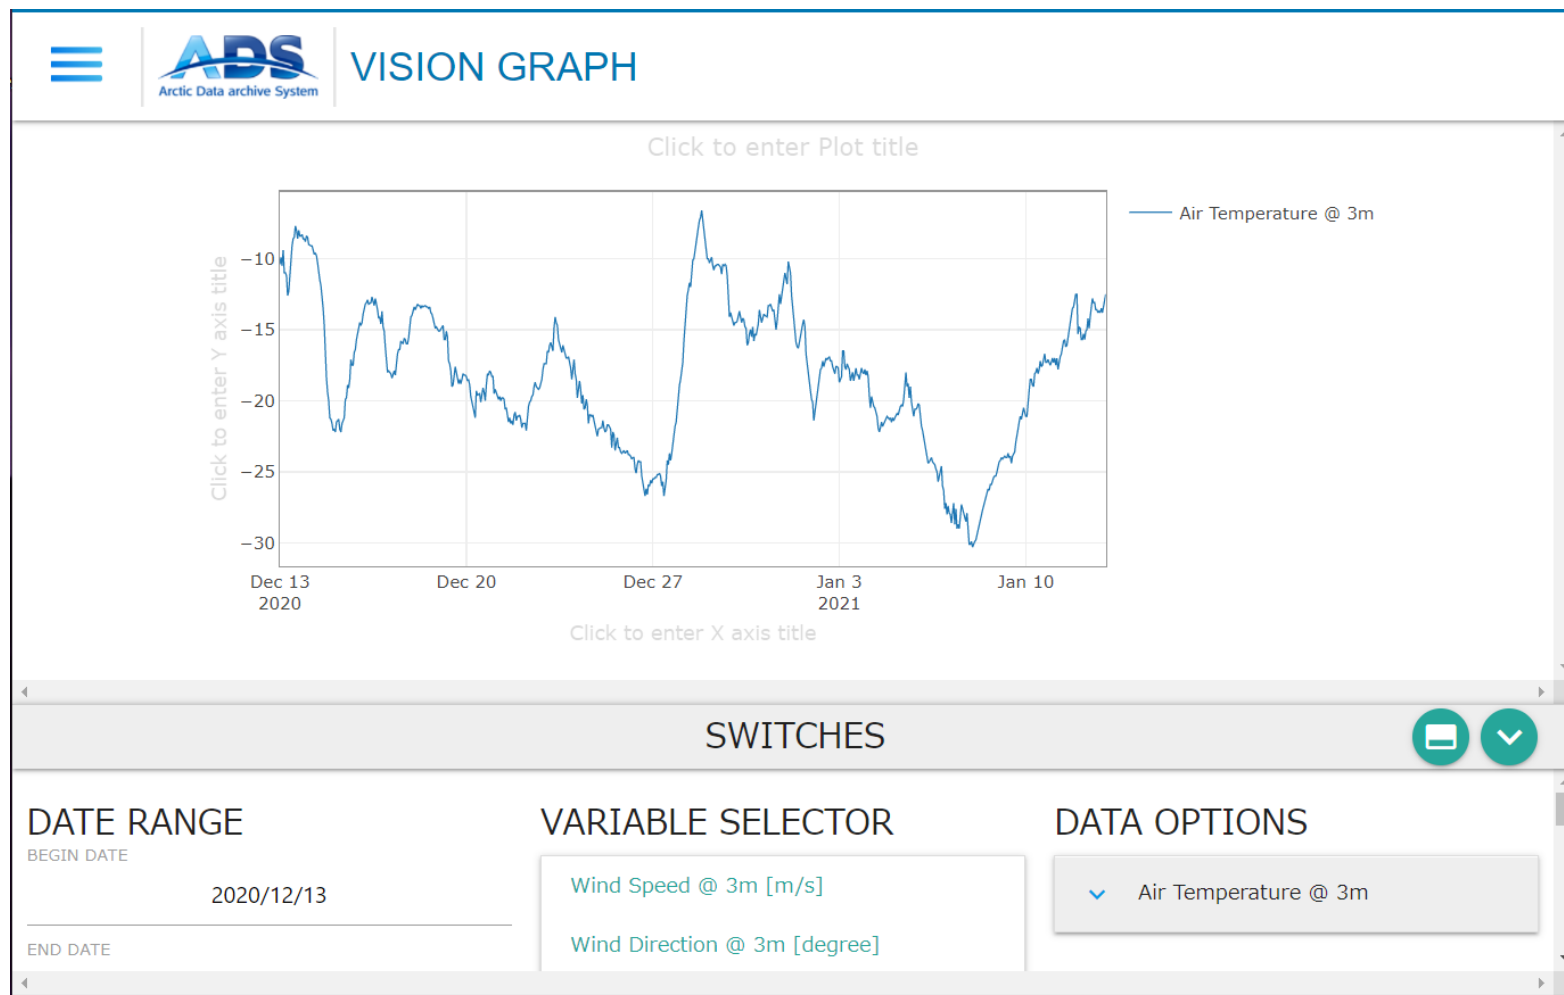 ADS
Arctic Data archive System
VISION GRAPH
Click to enter Plot title
Air Temperature @ 3m
Click to enter Y axis title
−10
−15
−20
−25
−30
Dec 13
2020
Dec 20
Dec 27
Jan 3
2021
Jan 10
Click to enter X axis title
SWITCHES
DATE RANGE
BEGIN DATE
2020/12/13
END DATE
VARIABLE SELECTOR
Wind Speed @ 3m [m/s]
Wind Direction @ 3m [degree]
DATA OPTIONS
Air Temperature @ 3m